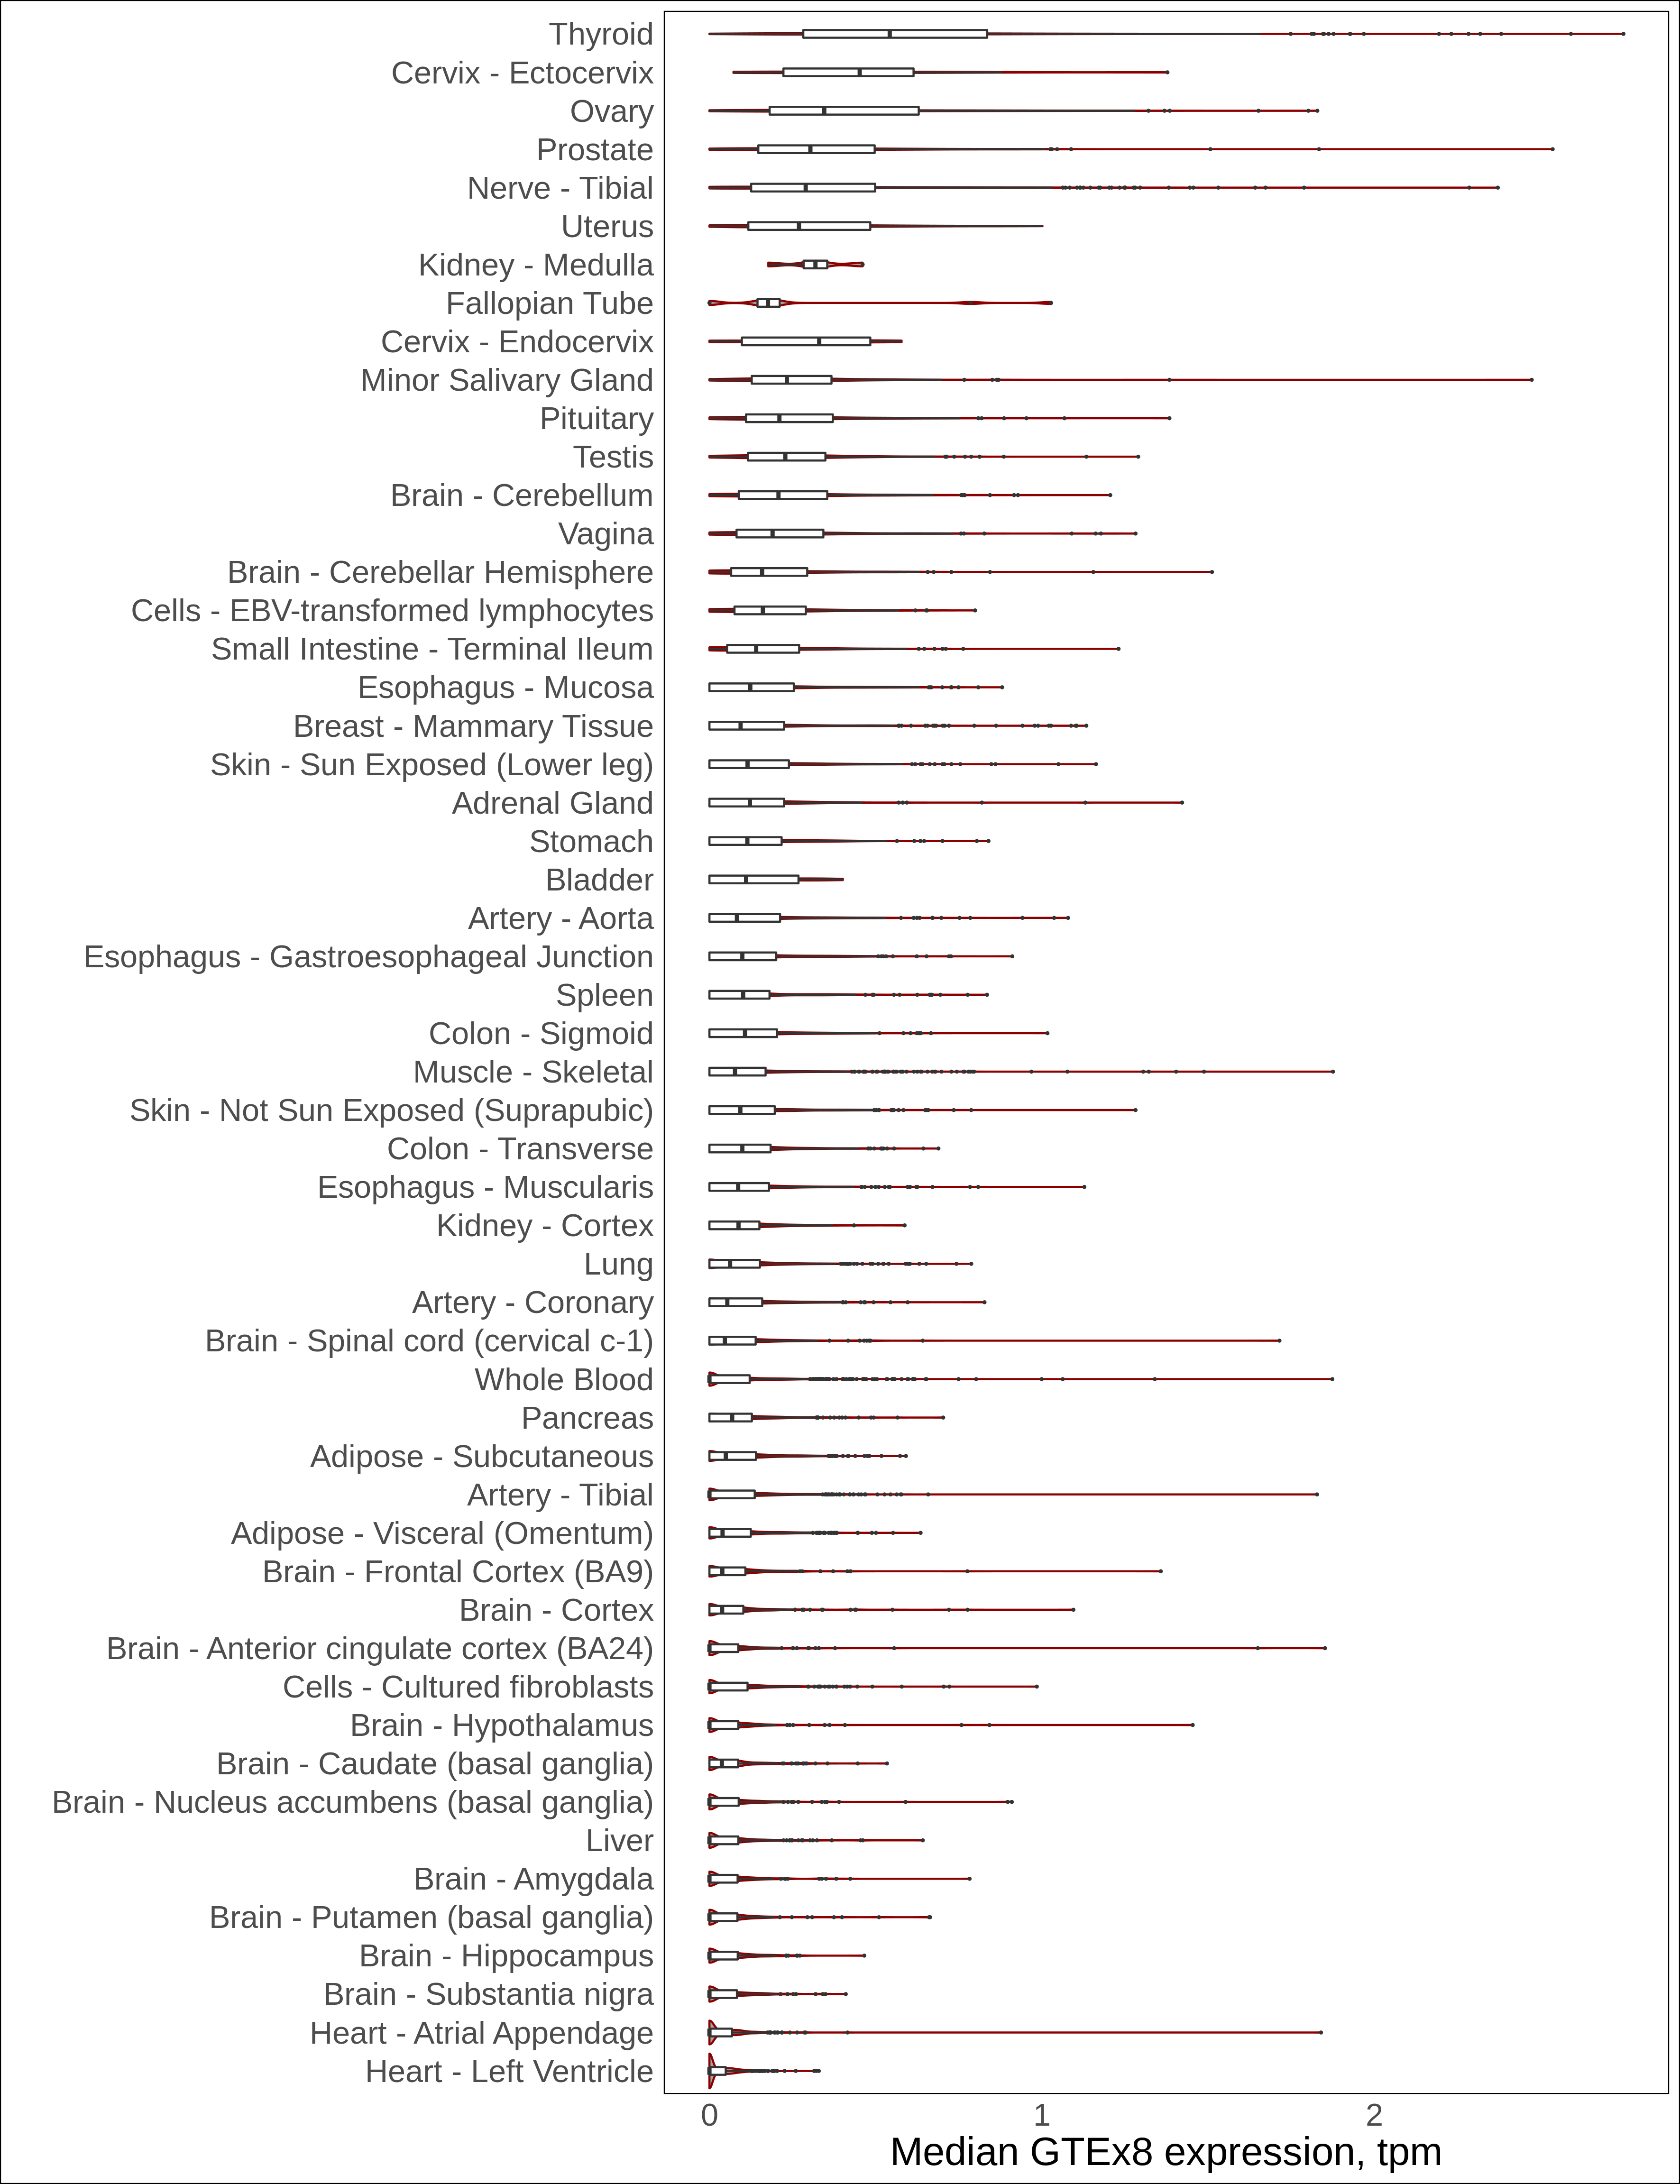 Thyroid
Cervix - Ectocervix
Ovary
Prostate
Nerve - Tibial
Uterus
Kidney - Medulla
Fallopian Tube
Cervix - Endocervix
Minor Salivary Gland
Pituitary
Testis
Brain - Cerebellum
Vagina
Brain - Cerebellar Hemisphere
Cells - EBV-transformed lymphocytes
Small Intestine - Terminal Ileum
Esophagus - Mucosa
Breast - Mammary Tissue
Skin - Sun Exposed (Lower leg)
Adrenal Gland
Stomach
Bladder
Artery - Aorta
Esophagus - Gastroesophageal Junction
Spleen
Colon - Sigmoid
Muscle - Skeletal
Skin - Not Sun Exposed (Suprapubic)
Colon - Transverse
Esophagus - Muscularis
Kidney - Cortex
Lung
Artery - Coronary
Brain - Spinal cord (cervical c-1)
Whole Blood
Pancreas
Adipose - Subcutaneous
Artery - Tibial
Adipose - Visceral (Omentum)
Brain - Frontal Cortex (BA9)
Brain - Cortex
Brain - Anterior cingulate cortex (BA24)
Cells - Cultured fibroblasts
Brain - Hypothalamus
Brain - Caudate (basal ganglia)
Brain - Nucleus accumbens (basal ganglia)
Liver
Brain - Amygdala
Brain - Putamen (basal ganglia)
Brain - Hippocampus
Brain - Substantia nigra
Heart - Atrial Appendage
Heart - Left Ventricle
0 1 2
Median GTEx8 expression, tpm